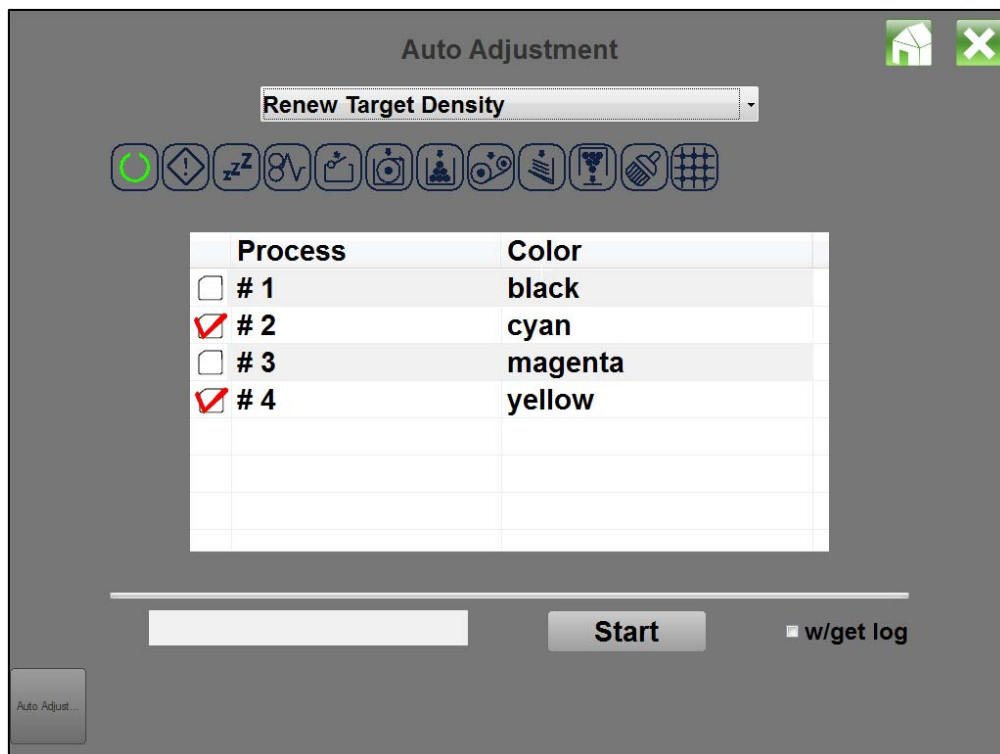 Auto Adjustment
Renew Target Density
zzZ
Process Color
# 1 black
# 2 cyan
# 3 magenta
# 4 yellow
Start w/get log
Auto Adjust...